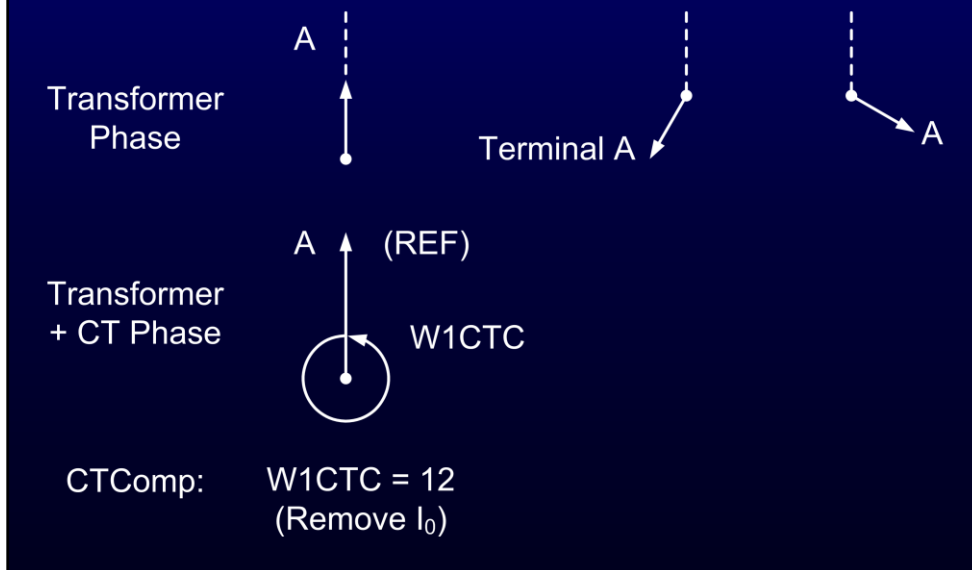 A
Transformer
Phase
Terminal A
A
A (REF)
Transformer
+ CT Phase
W1CTC
CTComp: W1CTC = 12
(Remove I₀)